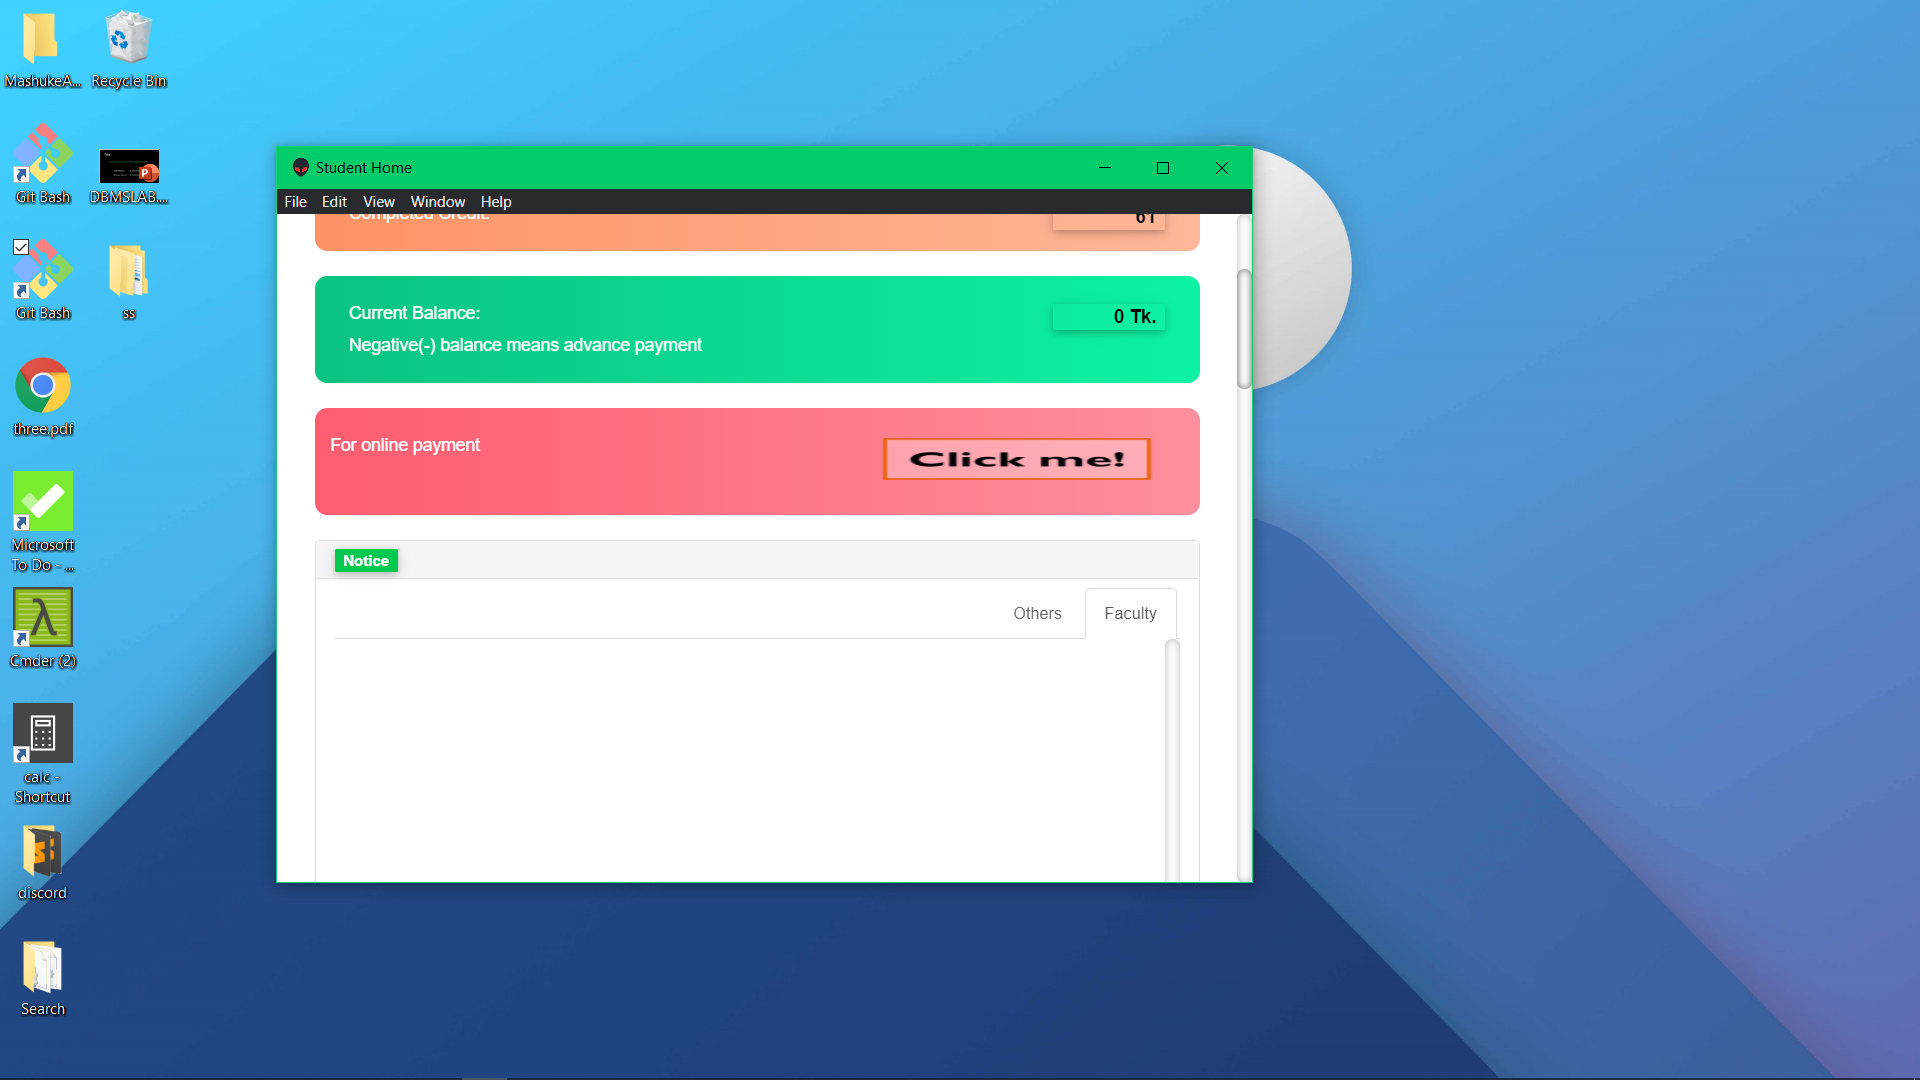 MashukeA...
Recycle Bin
Git Bash
DBMSLAB....
Git Bash
ss
three.pdf
Microsoft
To Do - ...
Cmder (2)
calc -
Shortcut
discord
Search
Student Home
File Edit View Window Help
Completed Credit:
61
Current Balance:
0 Tk.
Negative(-) balance means advance payment
For online payment
Click me!
Notice
Others
Faculty